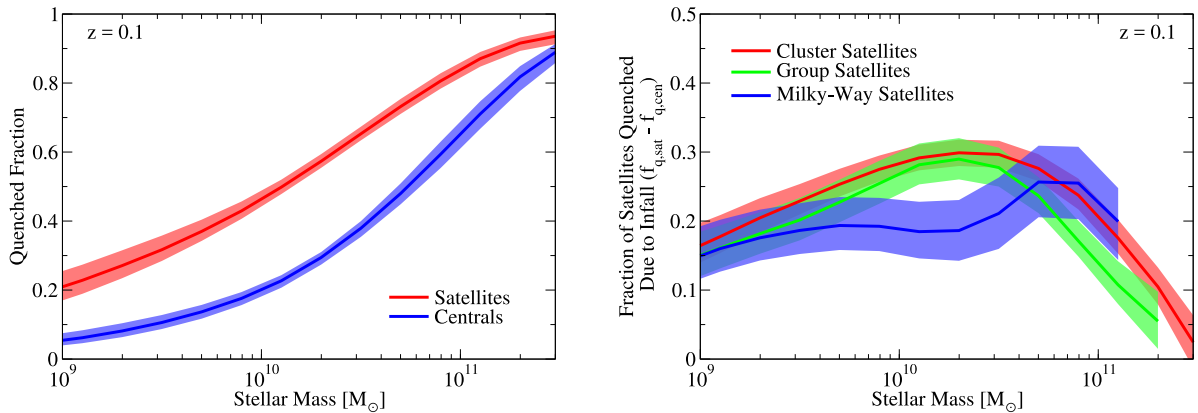 1
0.8
0.6
0.4
0.2
0
Quenched Fraction
z = 0.1
Satellites
Centrals
10^9
10^10
10^11
Stellar Mass [M_⊙]
0.5
0.4
0.3
0.2
0.1
0
Fraction of Satellites Quenched
Due to Infall (f_q,sat - f_q,cen)
z = 0.1
Cluster Satellites
Group Satellites
Milky-Way Satellites
10^9
10^10
10^11
Stellar Mass [M_⊙]